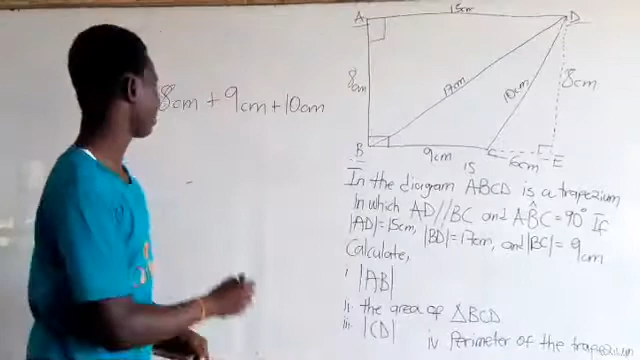 15cm
A
D
8cm
17cm
10cm
8cm
8cm + 9cm + 10cm
B
9cm
C
6cm
E
15
In the diagram ABCD is a trapezium
In which AD//BC and AB̂C = 90° If
|AD| = 15cm, |BD| = 17cm, and |BC| = 9cm
Calculate,
i |AB|
ii the area of △BCD
iii |CD|
iv Perimeter of the trapezium